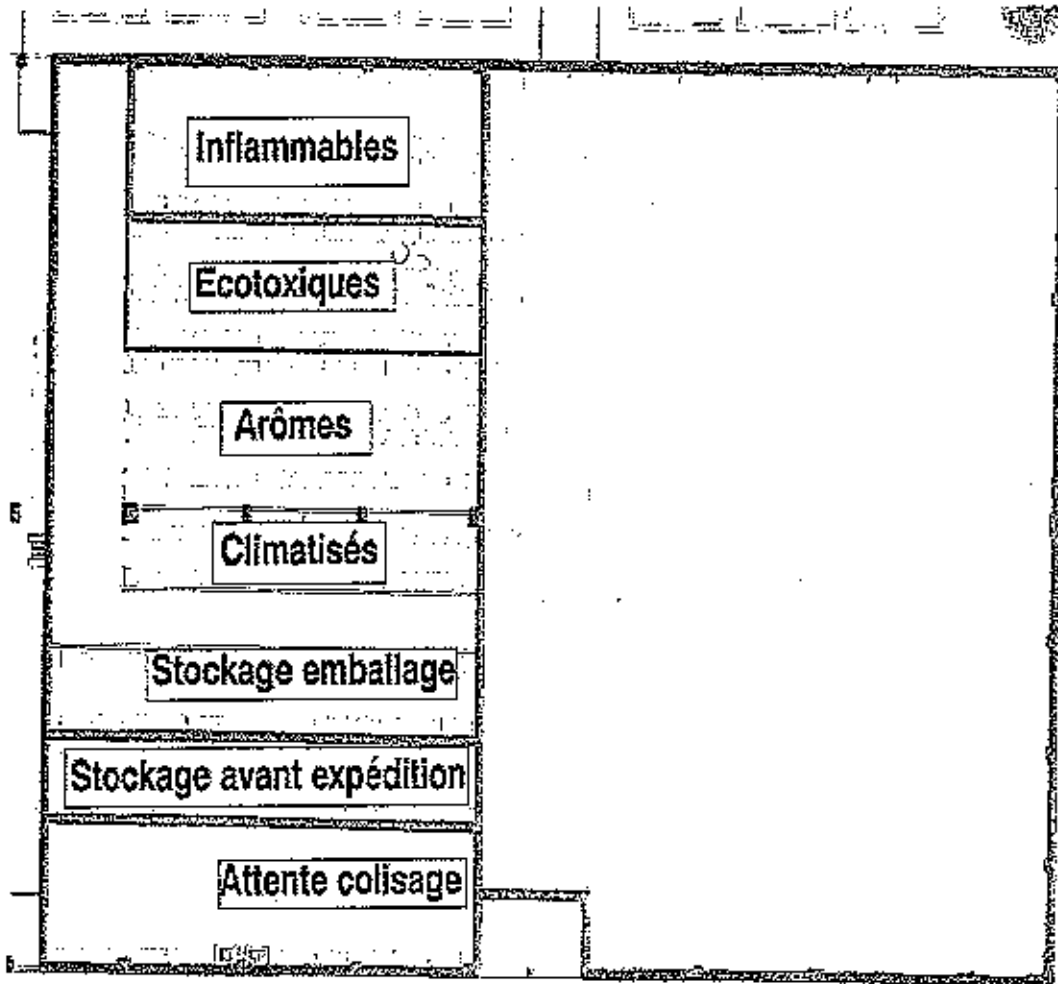 Inflammables
Ecotoxiques
Arômes
Climatisés
Stockage emballage
Stockage avant expédition
Attente colisage